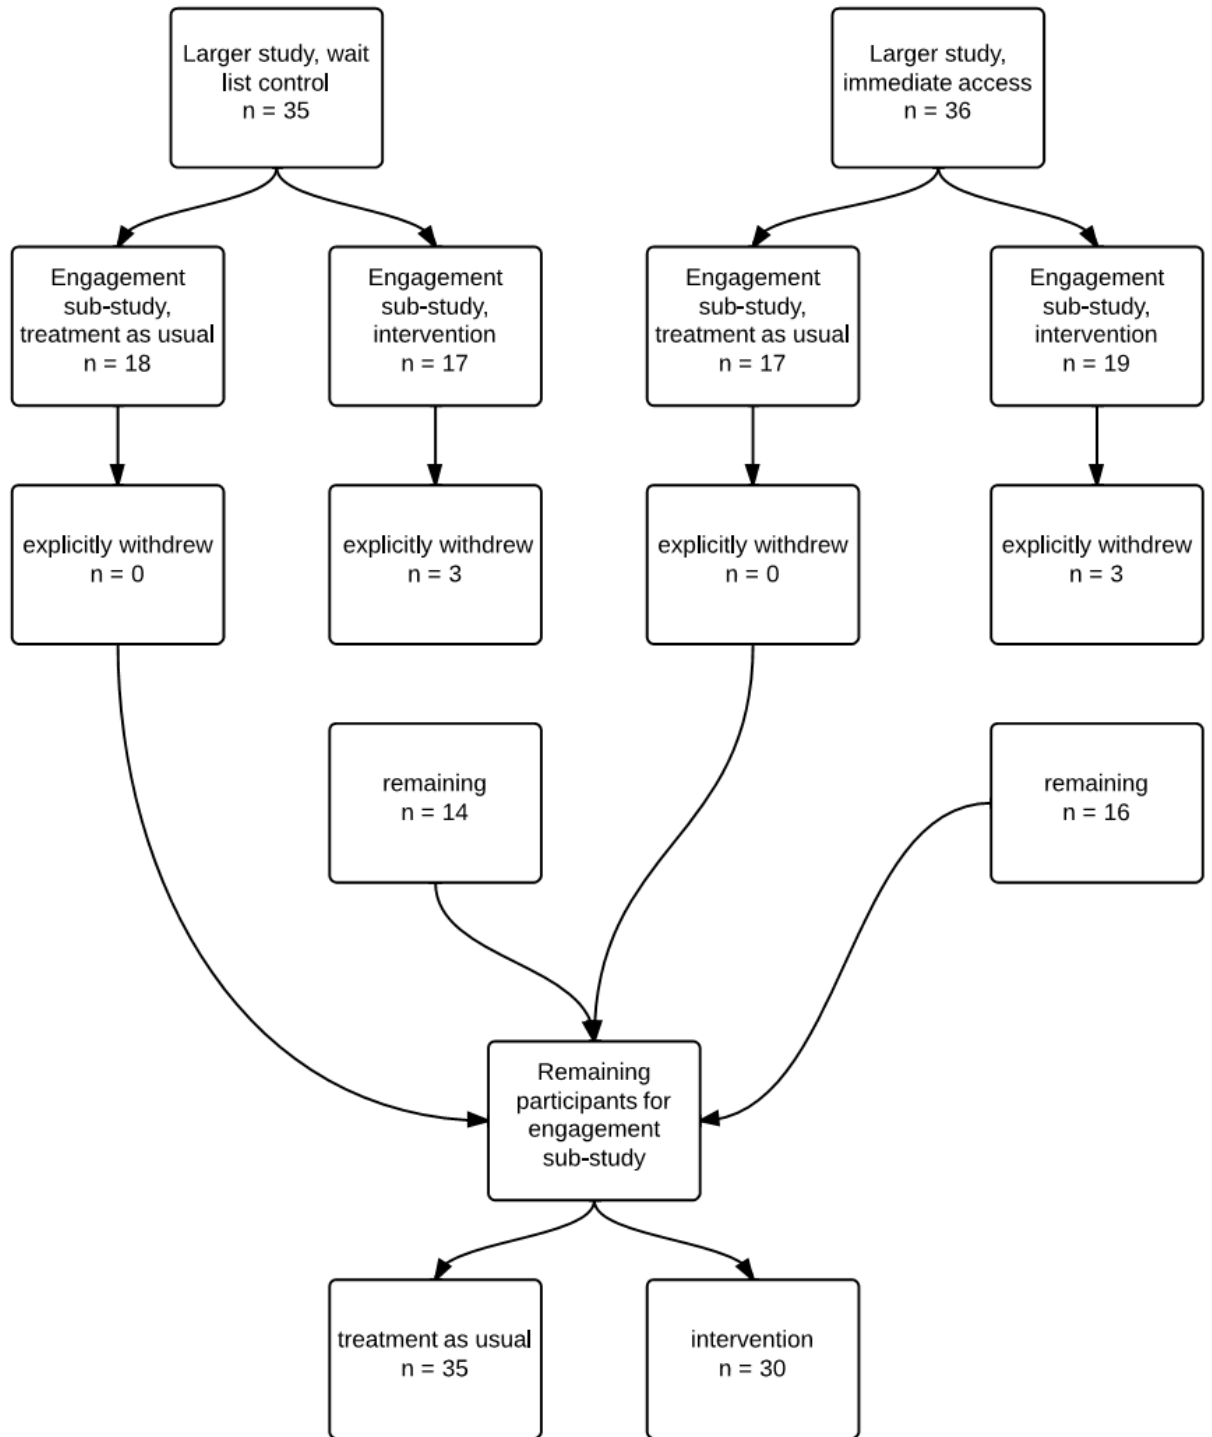 Larger study, wait
list control
n = 35
Larger study,
immediate access
n = 36
Engagement
sub-study,
treatment as usual
n = 18
Engagement
sub-study,
intervention
n = 17
Engagement
sub-study,
treatment as usual
n = 17
Engagement
sub-study,
intervention
n = 19
explicitly withdrew
n = 0
explicitly withdrew
n = 3
explicitly withdrew
n = 0
explicitly withdrew
n = 3
remaining
n = 14
remaining
n = 16
Remaining
participants for
engagement
sub-study
treatment as usual
n = 35
intervention
n = 30